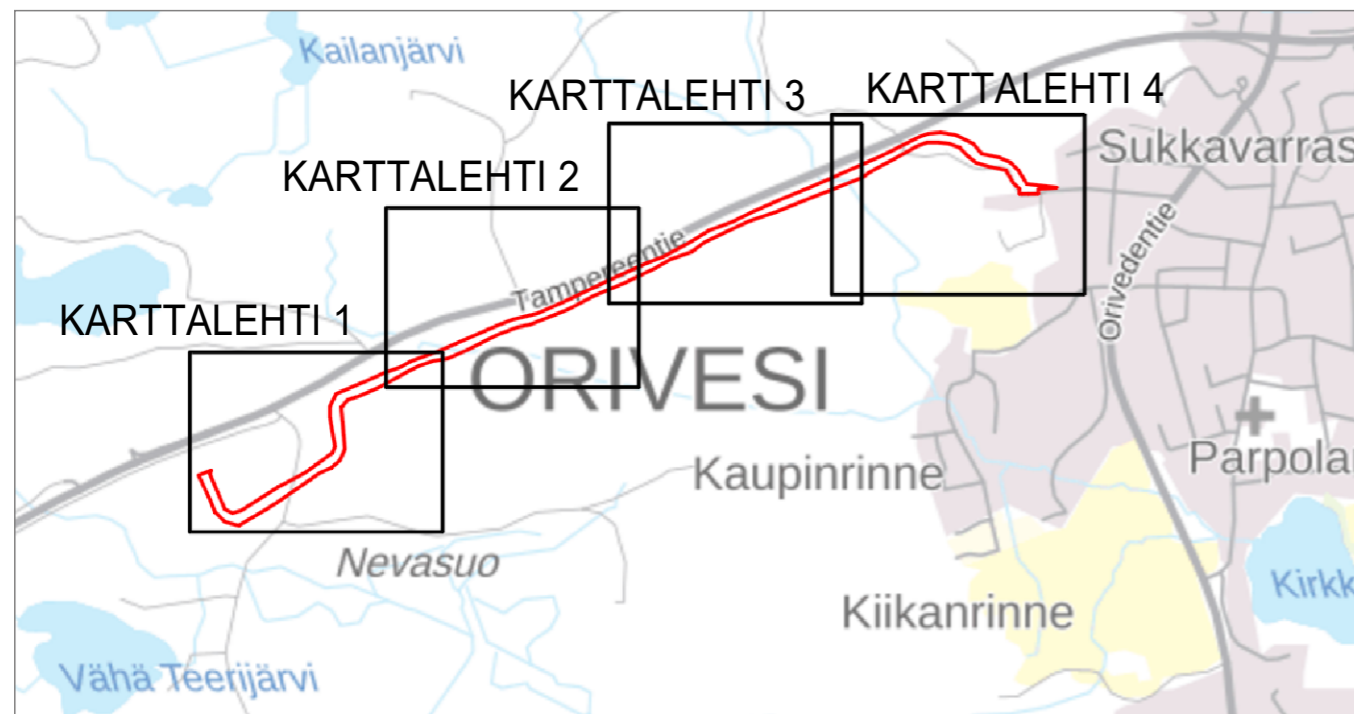 Kailanjärvi
KARTTALEHTI 3
KARTTALEHTI 4
Sukkavarras
KARTTALEHTI 2
Tampereentie
Orivedentie
KARTTALEHTI 1
ORIVESI
Kaupinrinne
Parpola
Nevasuo
Kiikanrinne
Kirkk
Vähä Teerijärvi